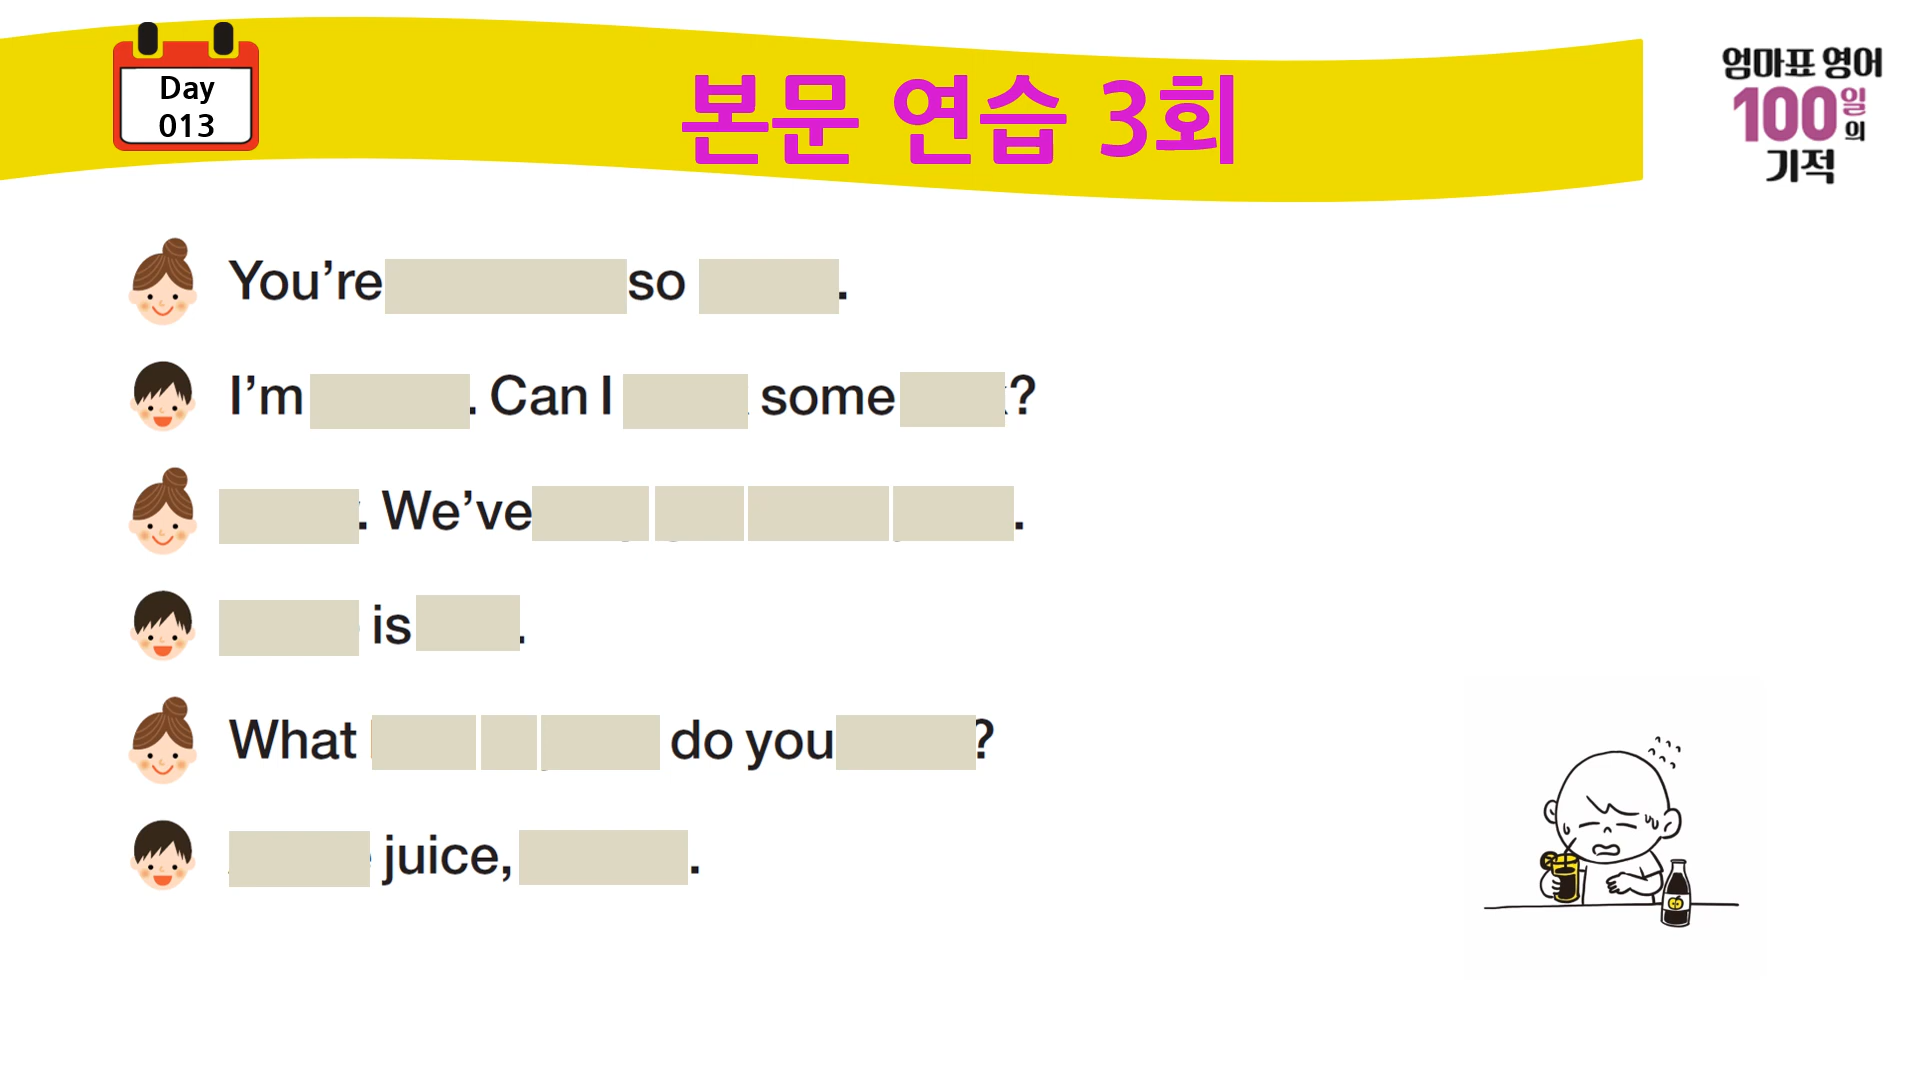 Day
013
본문 연습 3회
엄마표 영어
100일의
기적
You're so .
I'm . Can I some ?
. We've .
is .
What do you ?
juice, .